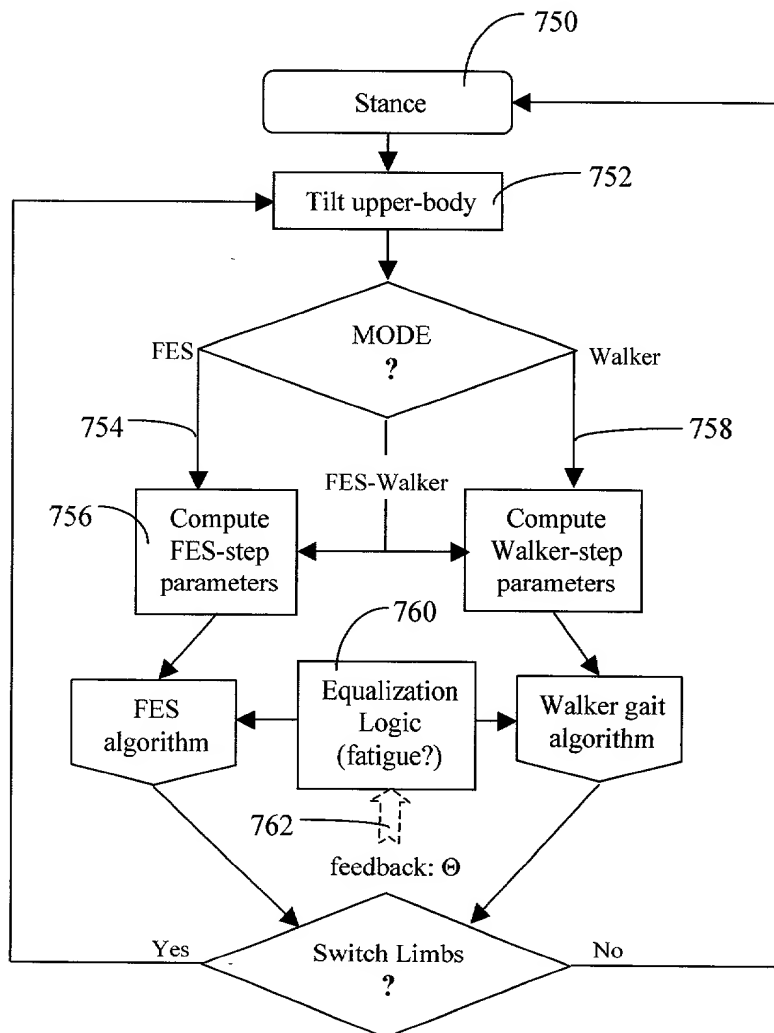 750
Stance
752
Tilt upper-body
MODE
?
FES
Walker
754
758
FES-Walker
756
Compute
FES-step
parameters
Compute
Walker-step
parameters
760
FES
algorithm
Equalization
Logic
(fatigue?)
Walker gait
algorithm
762
feedback: Θ
Yes
Switch Limbs
?
No